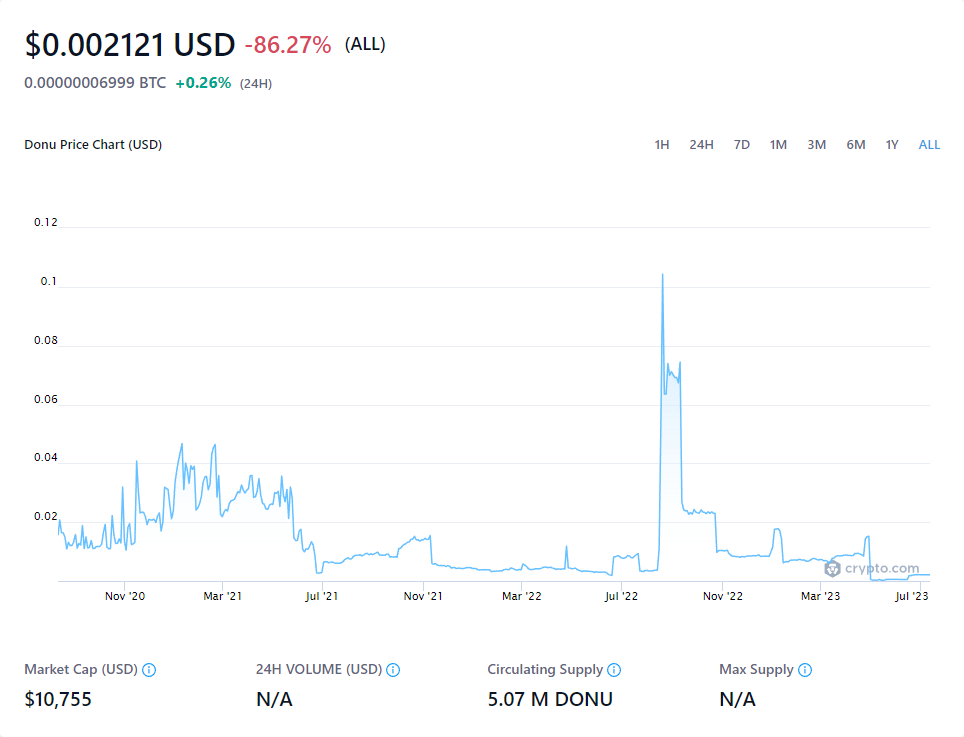 $0.002121 USD -86.27% (ALL)
0.00000006999 BTC +0.26% (24H)
Donu Price Chart (USD) 1H 24H 7D 1M 3M 6M 1Y ALL
0.12
0.1
0.08
0.06
0.04
0.02
crypto.com
Nov '20 Mar '21 Jul '21 Nov '21 Mar '22 Jul '22 Nov '22 Mar '23 Jul '23
Market Cap (USD) 24H VOLUME (USD) Circulating Supply Max Supply
$10,755 N/A 5.07 M DONU N/A